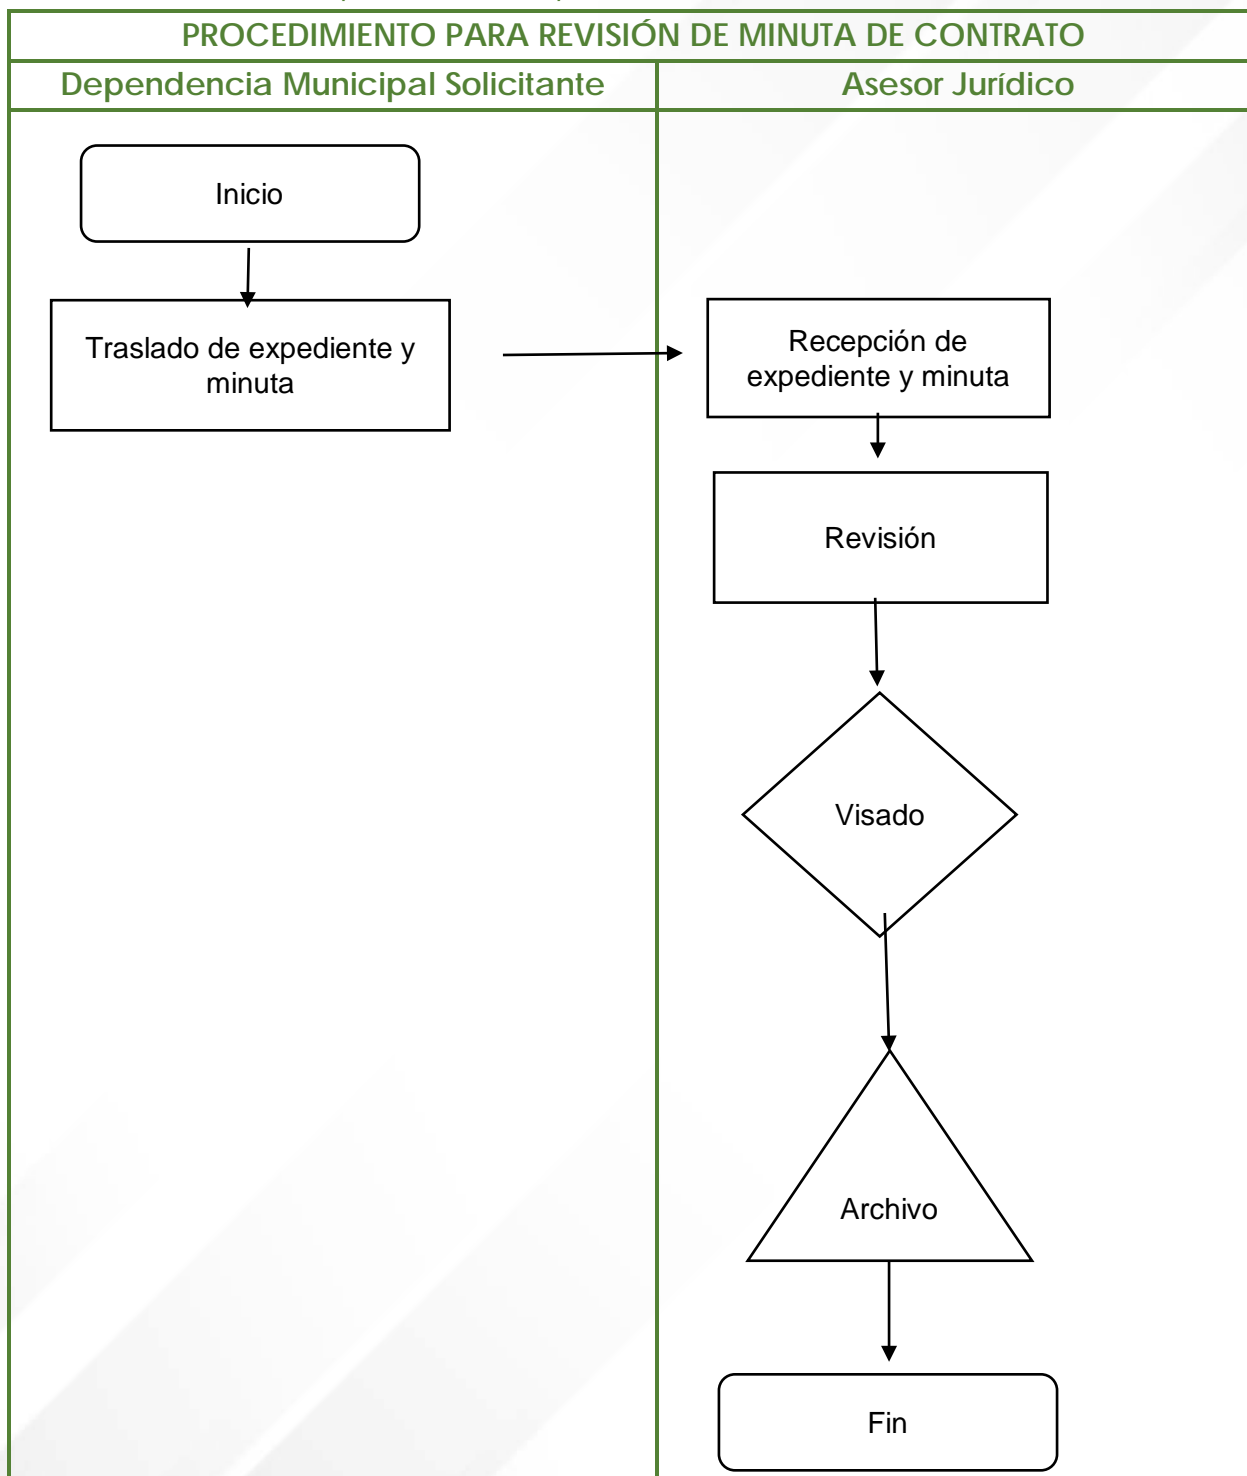 PROCEDIMIENTO PARA REVISIÓN DE MINUTA DE CONTRATO
Dependencia Municipal Solicitante
Asesor Jurídico
Inicio
Traslado de expediente y
minuta
Recepción de
expediente y minuta
Revisión
Visado
Archivo
Fin